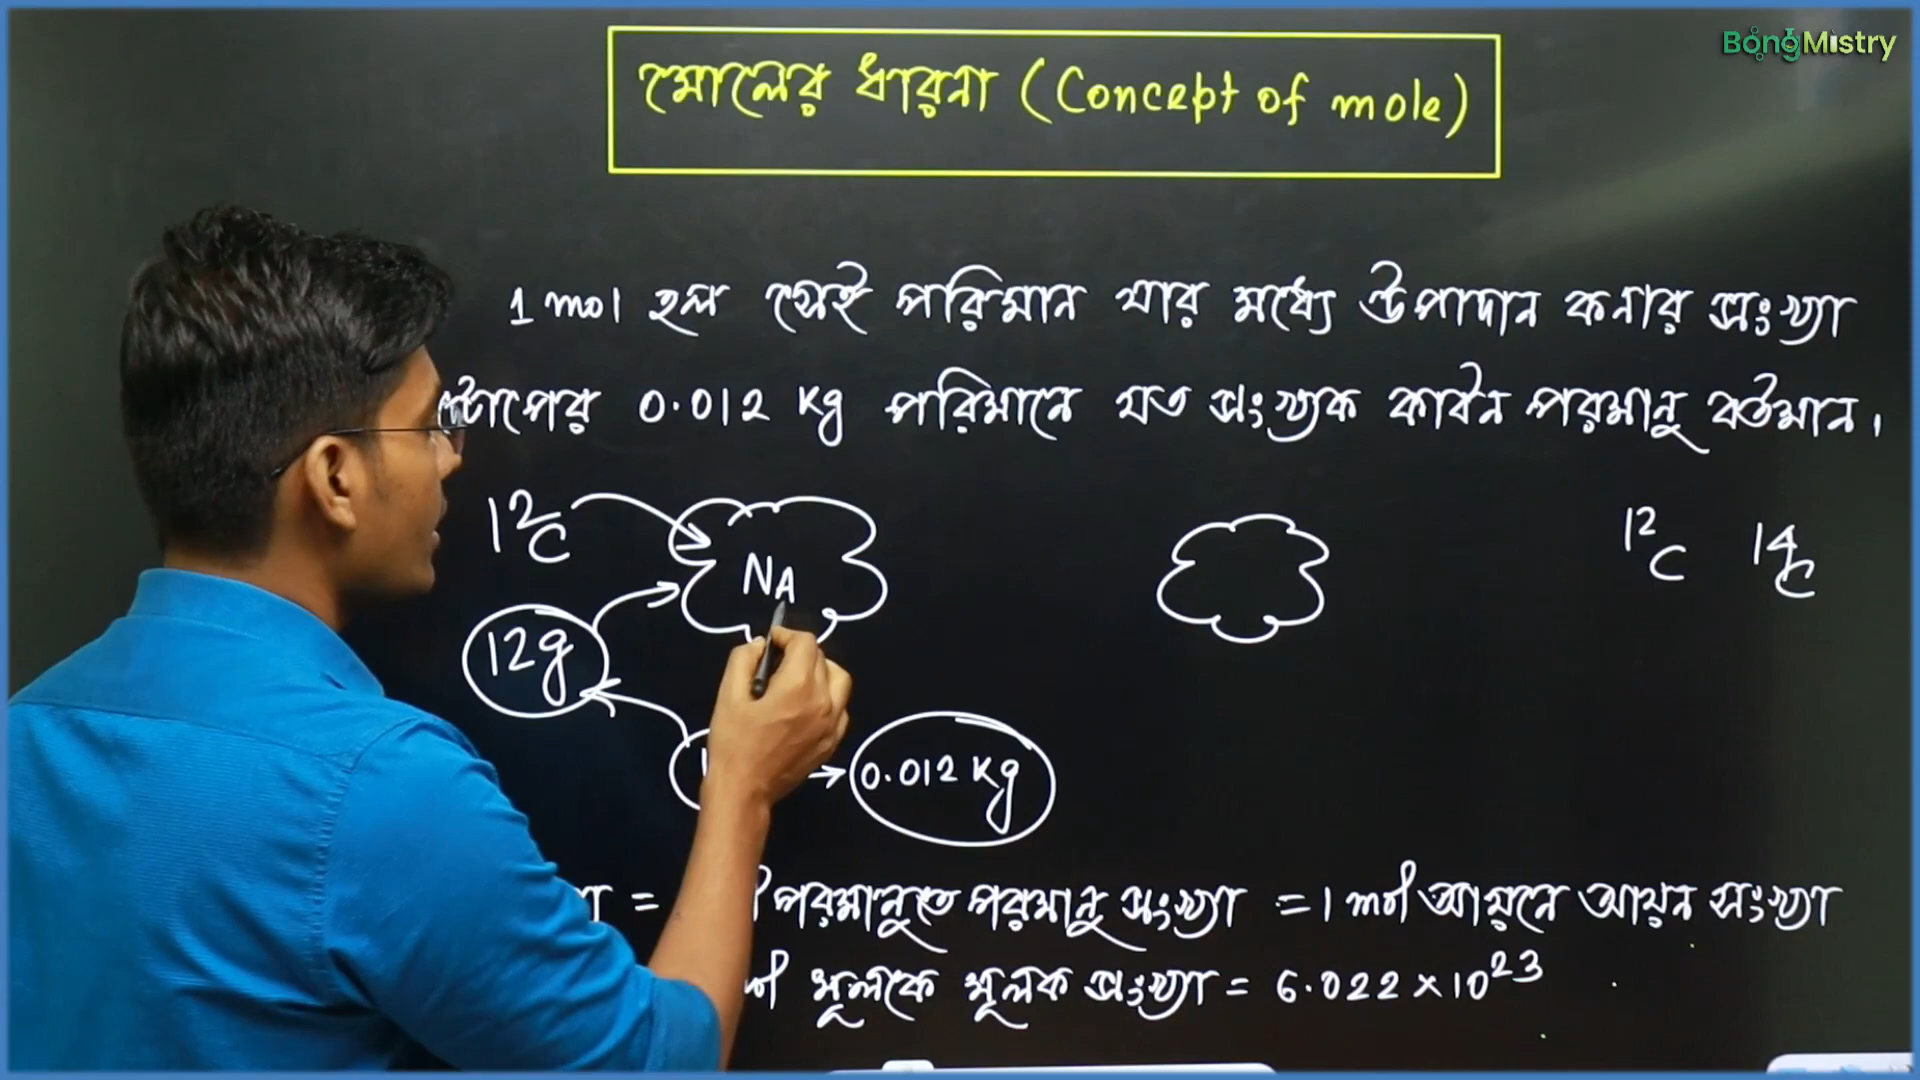 BongMistry
মোলের ধারনা (Concept of mole)
1 mol হল সেই পরিমান যার মধ্যে উপাদান কনার সংখ্যা
0.012 Kg পরিমানে যত সংখ্যক কার্বন পরমানু বর্তমান।
12C
NA
12C 14C
12g
0.012 Kg
= পরমানুতে পরমানু সংখ্যা = 1 mol আয়নে আয়ন সংখ্যা
মূলকে মূলক সংখ্যা = 6.022 × 10²³